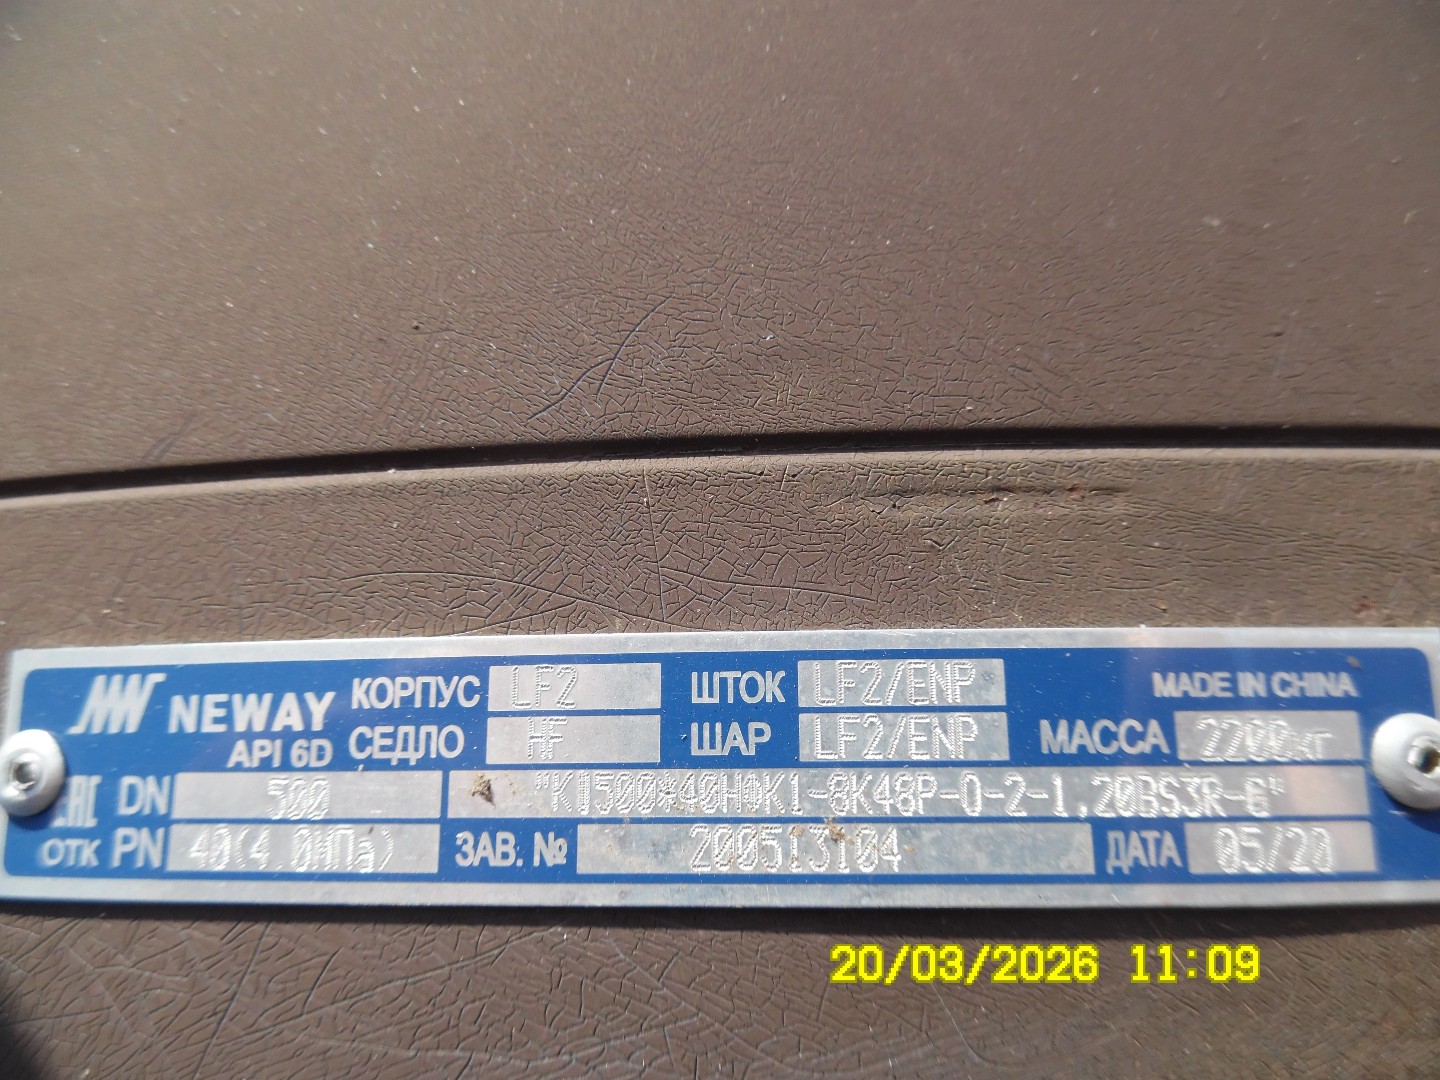 NEWAY КОРПУС LF2 ШТОК LF2/ENP MADE IN CHINA
API 6D СЕДЛО HF ШАР LF2/ENP МАССА 2200кг
EAC DN 500
ОТК PN 40(4.0МПа) ЗАВ. № 200513104 ДАТА 05/20
20/03/2026 11:09